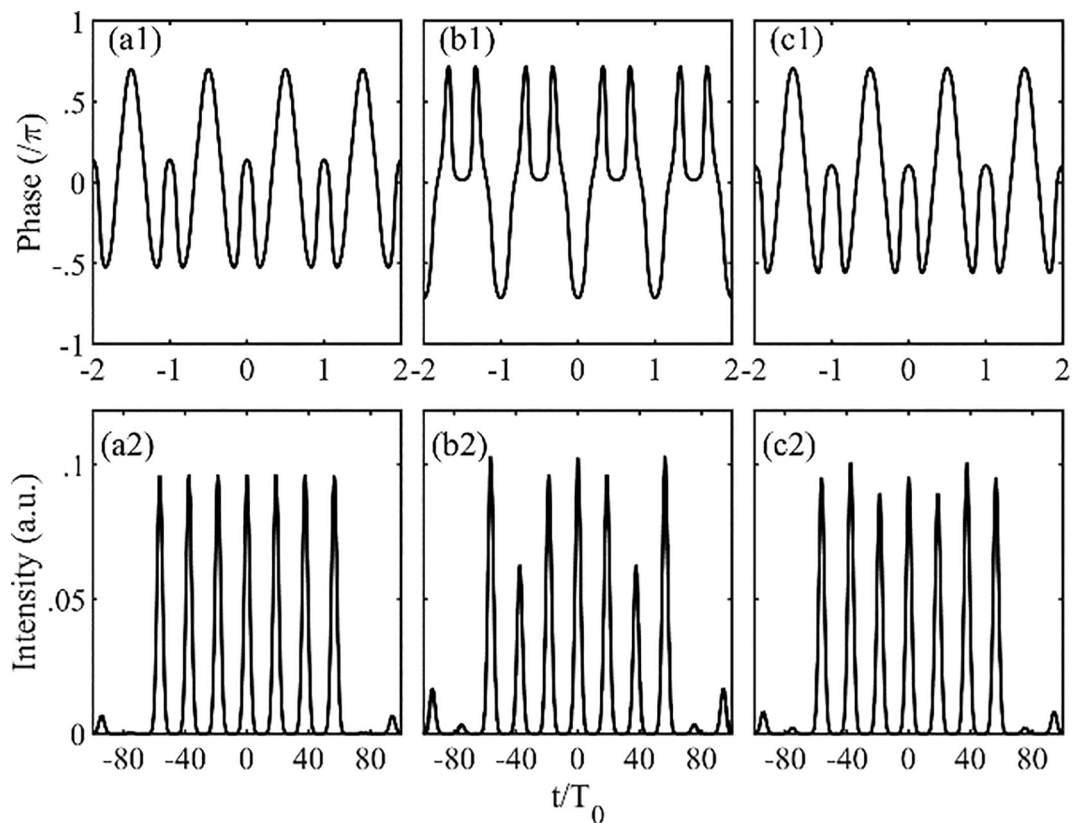 1
(a1) (b1) (c1)
.5
Phase (/π)
0
-.5
-1
-2 -1 0 1 2 -2 -1 0 1 2 -2 -1 0 1 2
(a2) (b2) (c2)
.1
Intensity (a.u.)
.05
0
-80 -40 0 40 80 -80 -40 0 40 80 -80 -40 0 40 80
t/T0